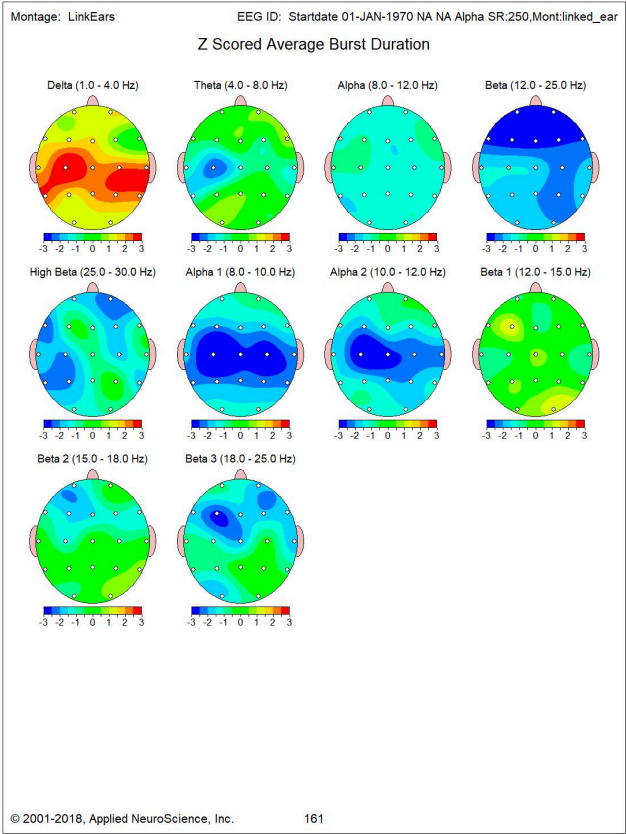 Montage: LinkEars EEG ID: Startdate 01-JAN-1970 NA NA Alpha SR:250,Mont:linked_ear
Z Scored Average Burst Duration
Delta (1.0 - 4.0 Hz) Theta (4.0 - 8.0 Hz) Alpha (8.0 - 12.0 Hz) Beta (12.0 - 25.0 Hz)
-3 -2 -1 0 1 2 3 -3 -2 -1 0 1 2 3 -3 -2 -1 0 1 2 3 -3 -2 -1 0 1 2 3
High Beta (25.0 - 30.0 Hz) Alpha 1 (8.0 - 10.0 Hz) Alpha 2 (10.0 - 12.0 Hz) Beta 1 (12.0 - 15.0 Hz)
-3 -2 -1 0 1 2 3 -3 -2 -1 0 1 2 3 -3 -2 -1 0 1 2 3 -3 -2 -1 0 1 2 3
Beta 2 (15.0 - 18.0 Hz) Beta 3 (18.0 - 25.0 Hz)
-3 -2 -1 0 1 2 3 -3 -2 -1 0 1 2 3
© 2001-2018, Applied NeuroScience, Inc. 161